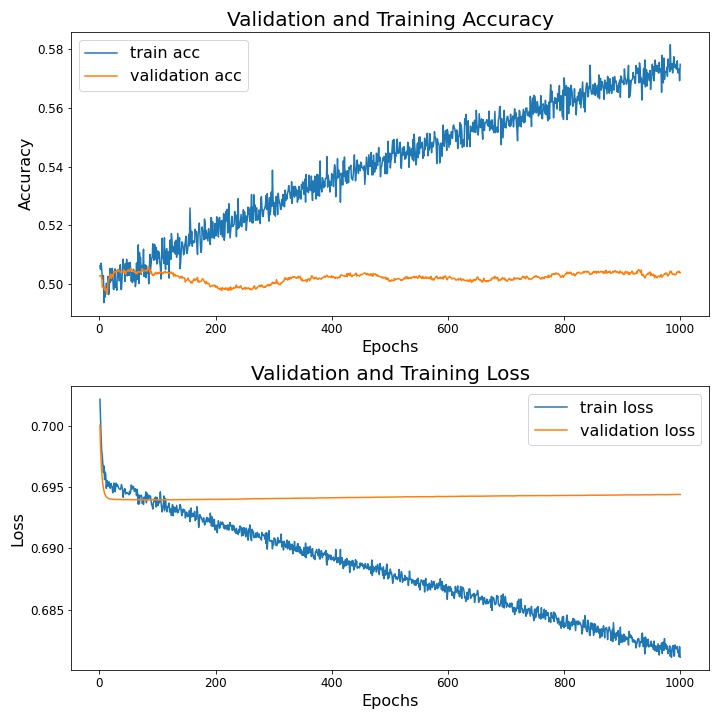 Validation and Training Accuracy
train acc
validation acc
0.58
0.56
0.54
0.52
0.50
Accuracy
0
200
400
600
800
1000
Epochs
Validation and Training Loss
train loss
validation loss
0.700
0.695
0.690
0.685
Loss
0
200
400
600
800
1000
Epochs